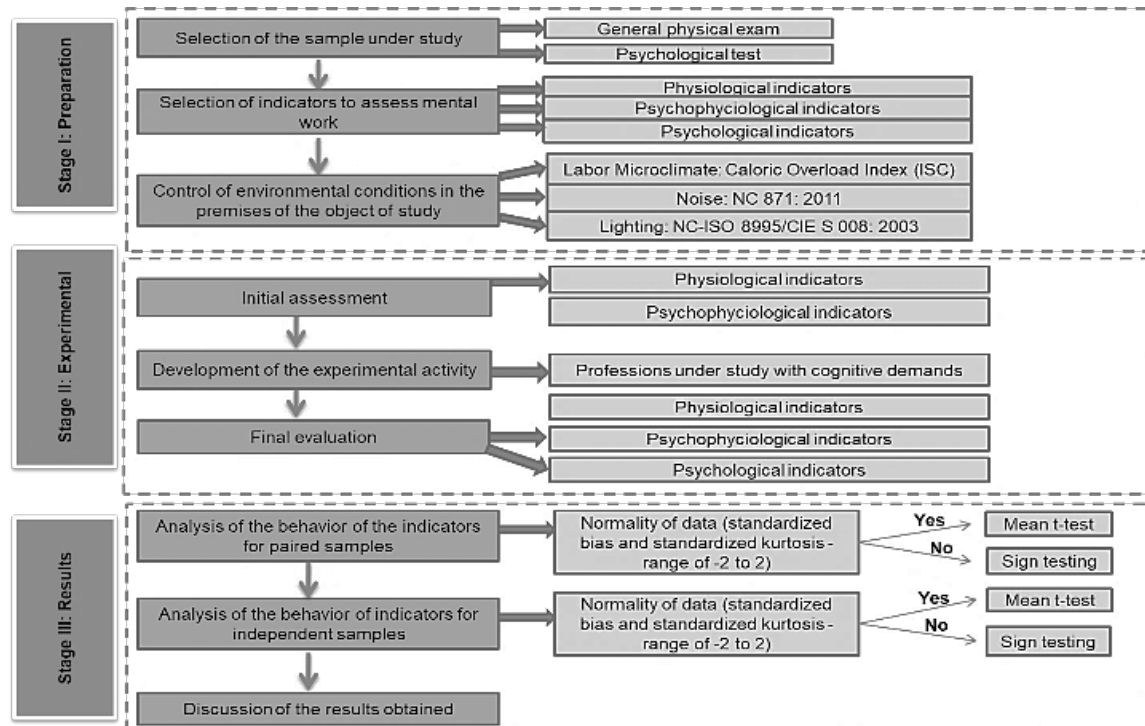 Stage I: Preparation
Selection of the sample under study
General physical exam
Psychological test
Selection of indicators to assess mental
work
Physiological indicators
Psychophyciological indicators
Psychological indicators
Control of environmental conditions in the
premises of the object of study
Labor Microclimate: Caloric Overload Index (ISC)
Noise: NC 871: 2011
Lighting: NC-ISO 8995/CIE S 008: 2003
Stage II: Experimental
Initial assessment
Physiological indicators
Psychophyciological indicators
Development of the experimental activity
Professions under study with cognitive demands
Final evaluation
Physiological indicators
Psychophyciological indicators
Psychological indicators
Stage III: Results
Analysis of the behavior of the indicators
for paired samples
Normality of data (standardized
bias and standardized kurtosis -
range of -2 to 2)
Yes
Mean t-test
No
Sign testing
Analysis of the behavior of indicators for
independent samples
Normality of data (standardized
bias and standardized kurtosis -
range of -2 to 2)
Yes
Mean t-test
No
Sign testing
Discussion of the results obtained